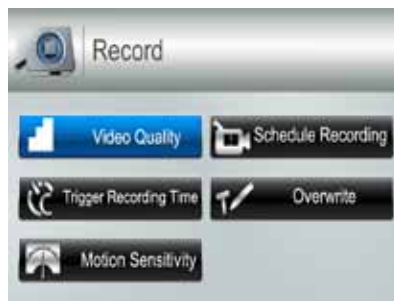 Record
Video Quality
Schedule Recording
Trigger Recording Time
Overwrite
Motion Sensitivity